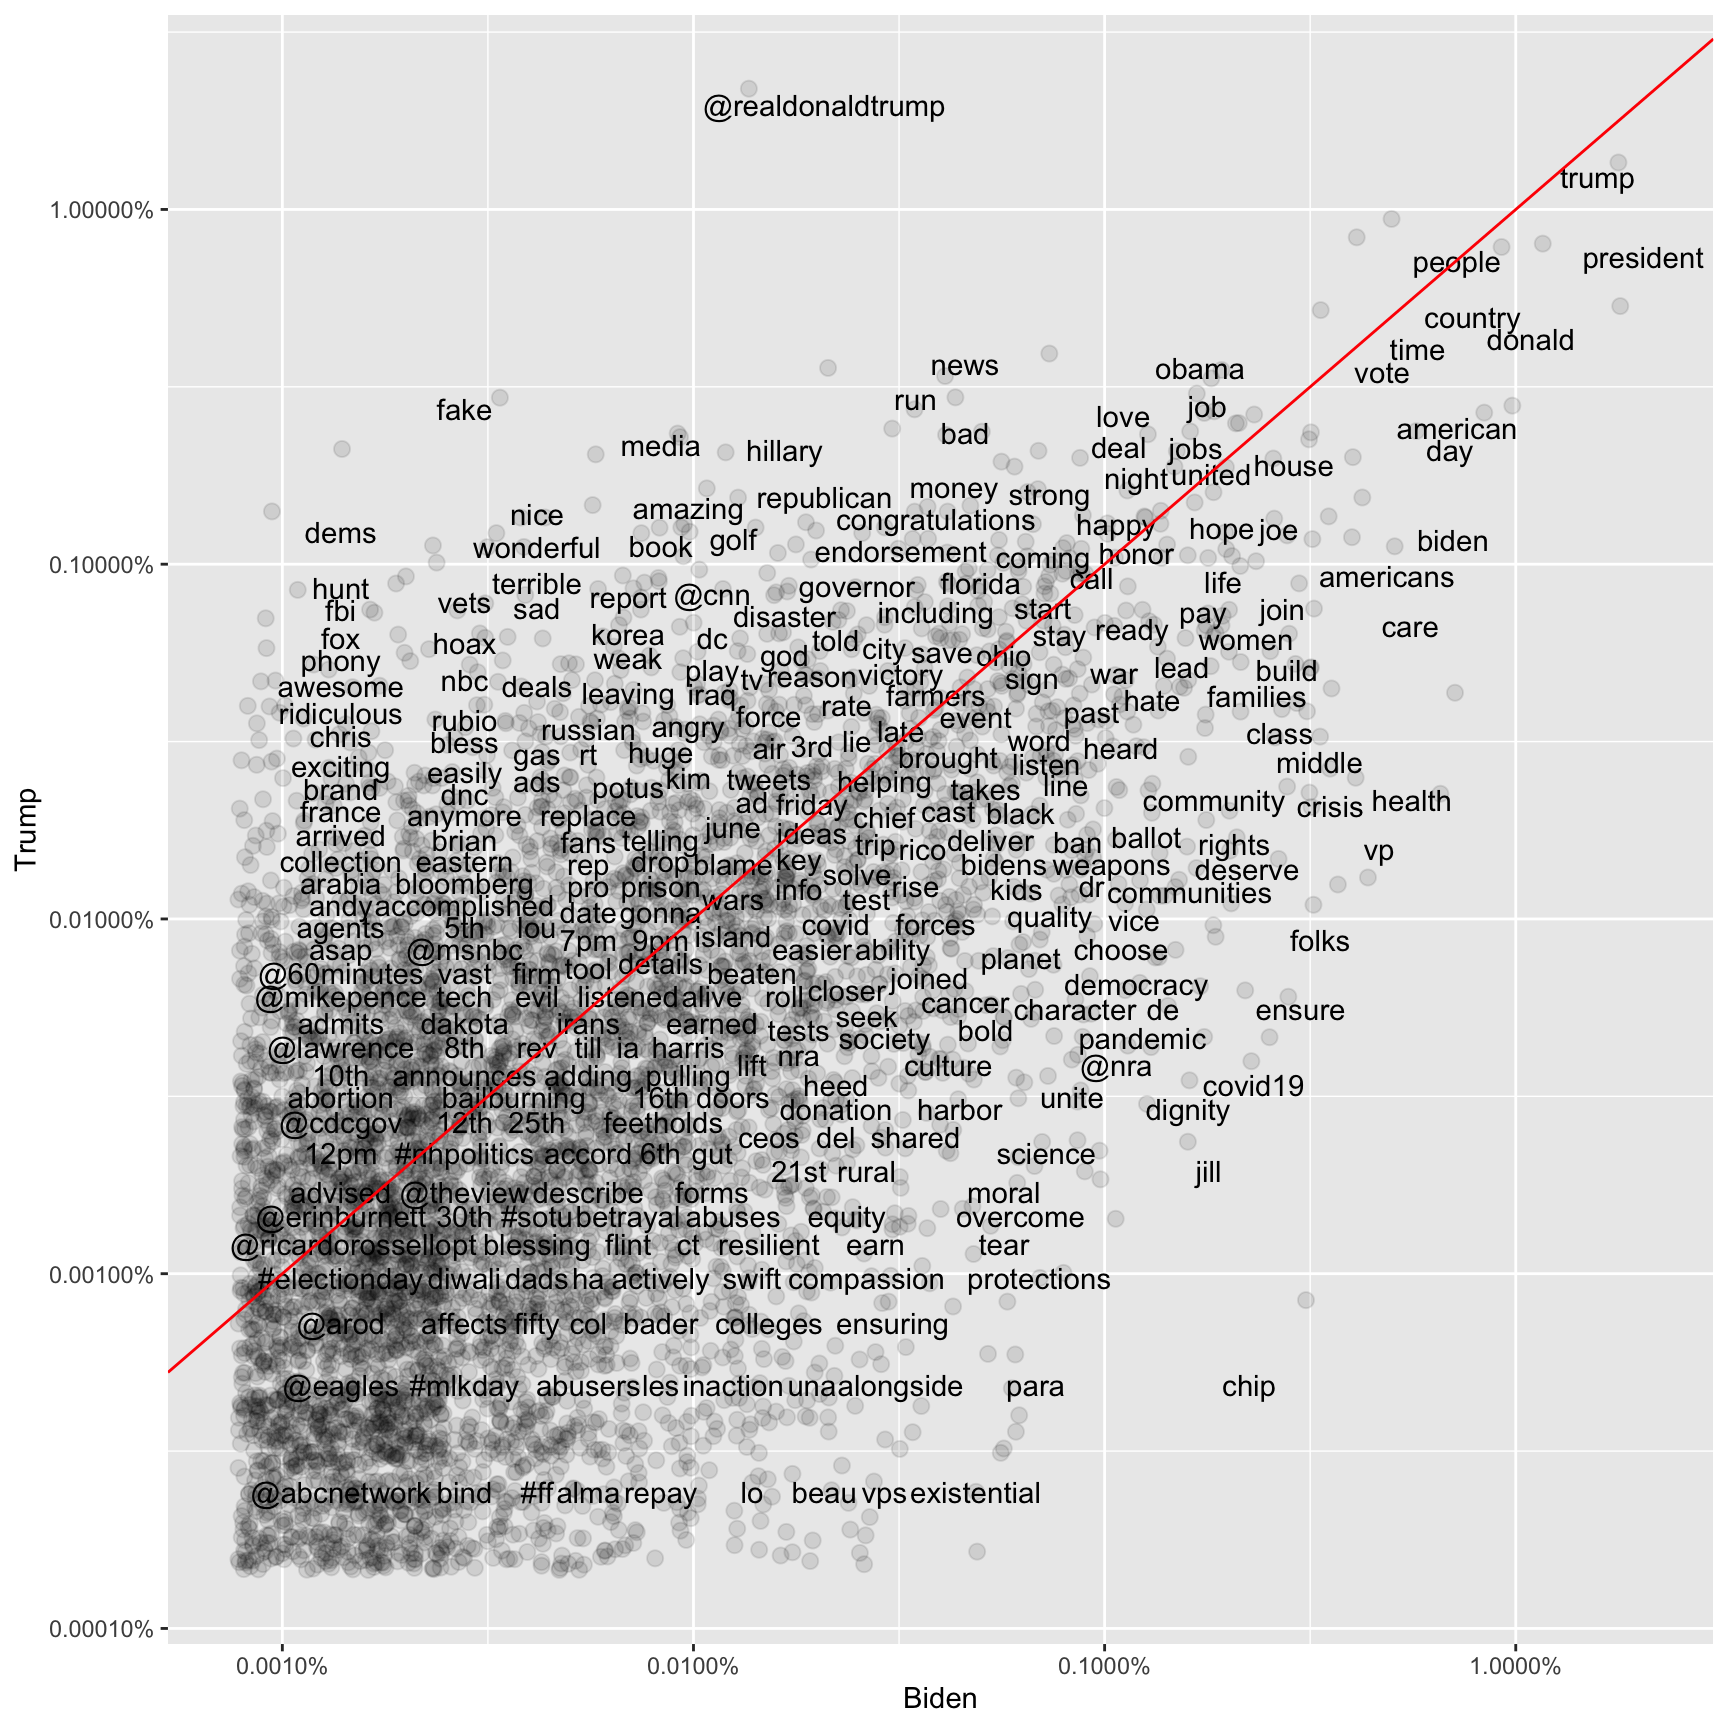 @realdonaldtrump
trump
1.00000%
people president
country
donald
time
news obama vote
run
fake love job
bad american
media hillary deal jobs day
house
night united
money strong
republican
nice amazing congratulations happy
dems golf hope joe biden
wonderful book endorsement coming honor
0.10000%
call americans
hunt terrible governor florida life
vets report @cnn
fbi sad disaster including start pay join
care
fox hoax korea dc told stay ready women
phony weak god city save ohio
play reason victory war lead build
awesome nbc deals tv sign
leaving iraq farmers hate families
ridiculous rubio force rate event past
chris russian angry late class
bless air 3rd lie word heard
gas rt huge brought listen middle
exciting easily kim tweets helping
brand ads potus takes line
dnc ad friday community crisis health
france anymore replace chief cast black
Trump
arrived brian fans telling june ideas trip rico deliver ban ballot rights vp
collection eastern rep drop blame key bidens weapons deserve
arabia bloomberg pro prison info solve rise kids dr communities
andy accomplished date gonna wars test
0.01000%
agents 5th lou covid forces quality vice
7pm 9pm island folks
asap @msnbc easier ability choose
@60minutes vast firm tool details beaten planet
joined democracy
@mikepence tech evil listened alive roll closer cancer character de ensure
admits dakota irans earned tests seek bold
society pandemic
@lawrence 8th rev till ia harris nra
lift culture @nra
10th announces adding pulling heed covid19
abortion bail burning 16th doors unite
donation harbor dignity
@cdcgov 12th 25th feet holds
ceos del shared
12pm #nhpolitics accord 6th gut science
21st rural jill
advised @theview describe forms moral
@erinburnett 30th #sotu betrayal abuses equity overcome
@ricardorossello pt blessing flint ct resilient earn tear
0.00100%
#electionday diwali dads ha actively swift compassion protections
@arod affects fifty col bader colleges ensuring
@eagles #mlkday abusers les inaction una alongside para chip
@abcnetwork bind #ff alma repay lo beau vps existential
0.00010%
0.0010% 0.0100% 0.1000% 1.0000%
Biden